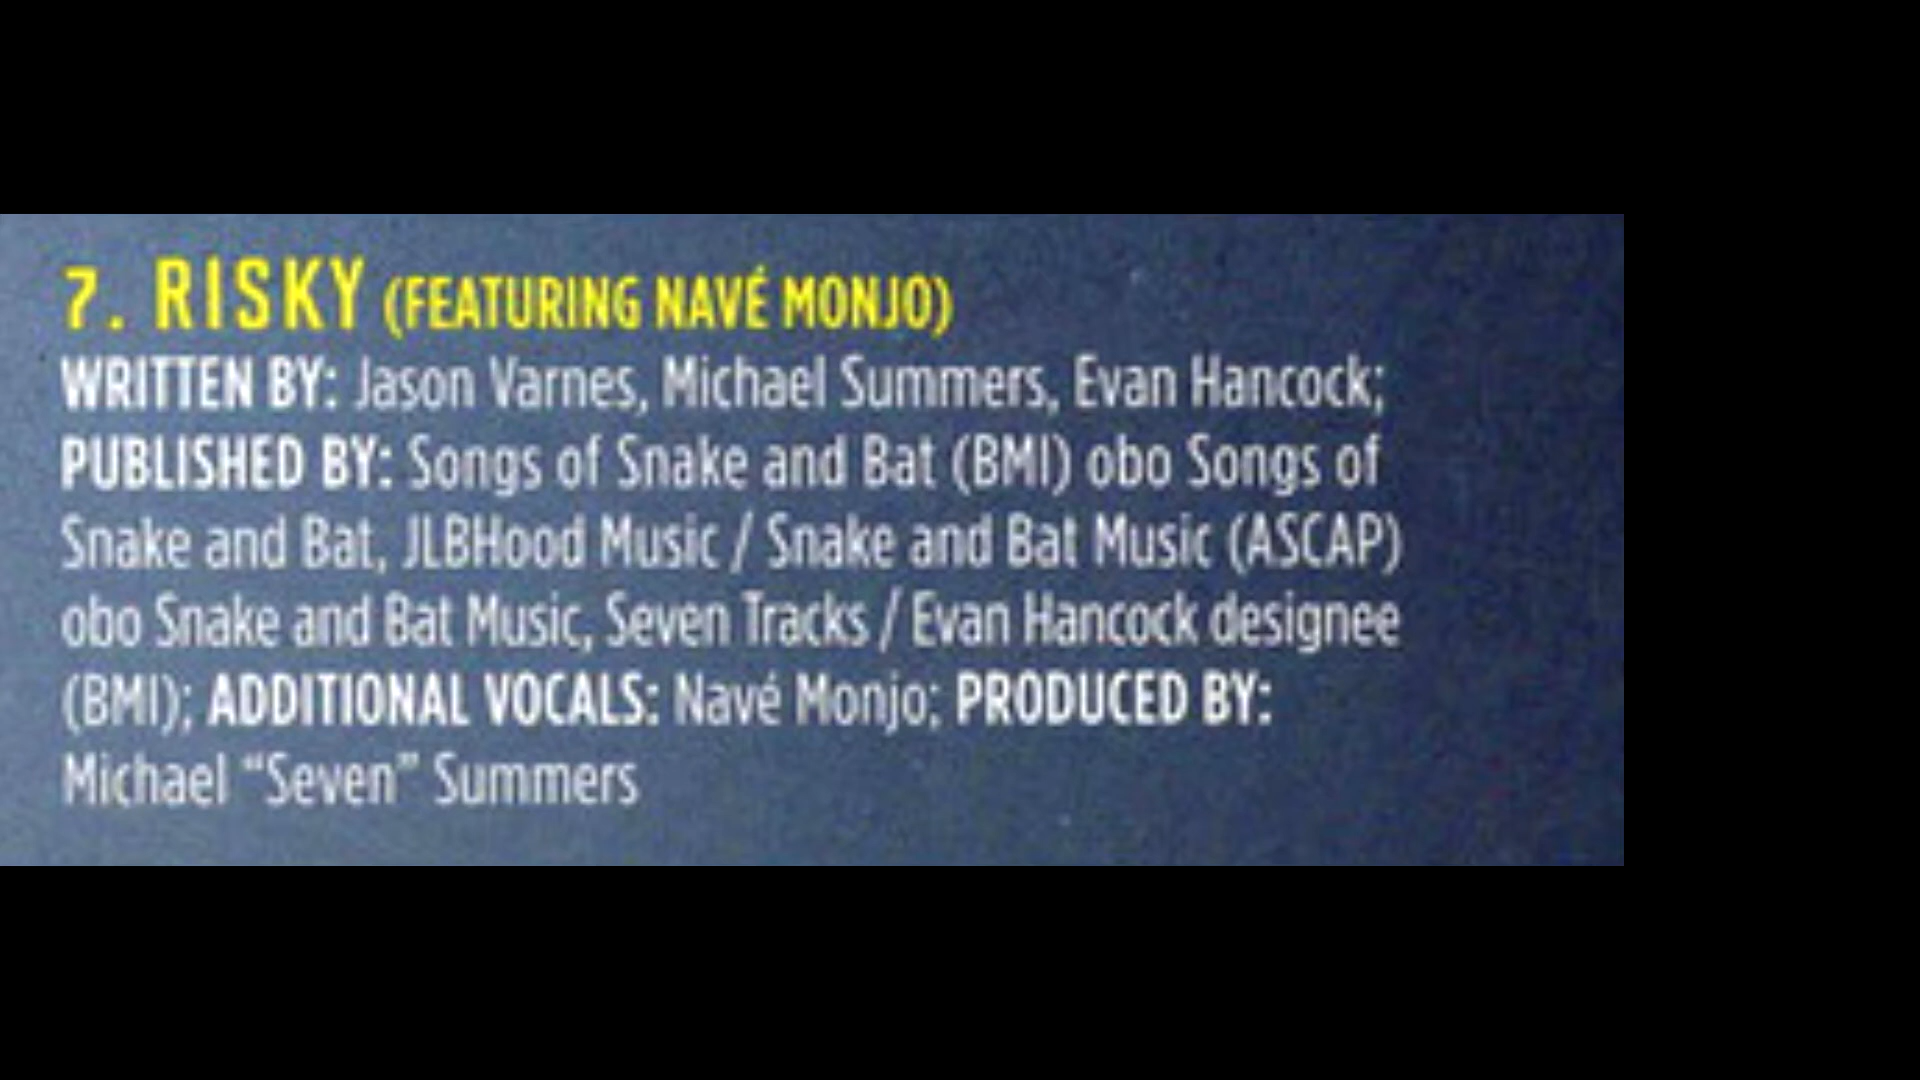 7. RISKY (FEATURING NAVÉ MONJO)
WRITTEN BY: Jason Varnes, Michael Summers, Evan Hancock;
PUBLISHED BY: Songs of Snake and Bat (BMI) obo Songs of
Snake and Bat, JLBHood Music / Snake and Bat Music (ASCAP)
obo Snake and Bat Music, Seven Tracks / Evan Hancock designee
(BMI); ADDITIONAL VOCALS: Navé Monjo; PRODUCED BY:
Michael “Seven” Summers